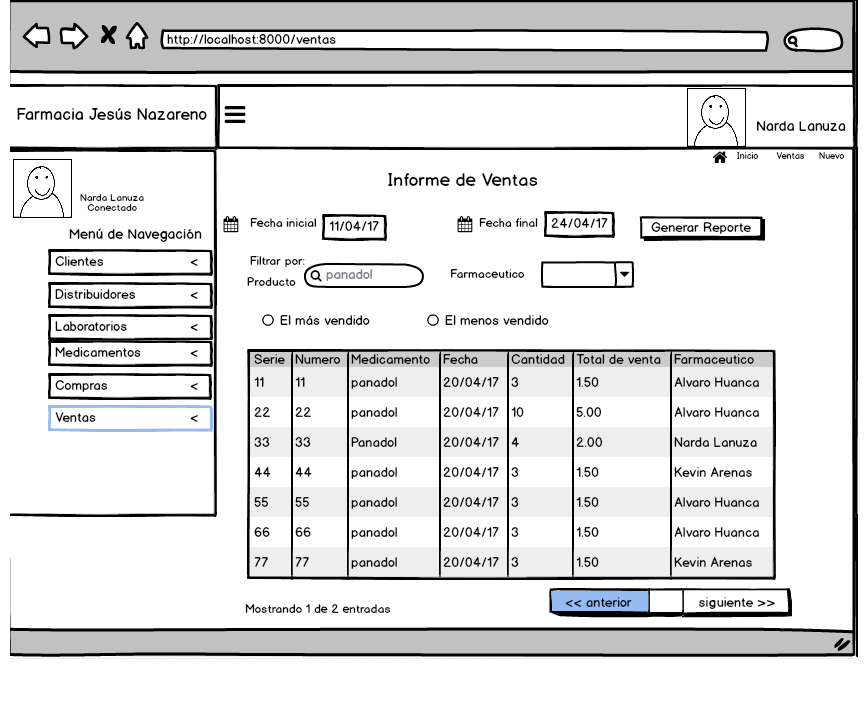 http://localhost:8000/ventas
Farmacia Jesús Nazareno
Narda Lanuza
Inicio Ventas Nuevo
Narda Lanuza
Conectado
Menú de Navegación
Clientes <
Distribuidores <
Laboratorios <
Medicamentos <
Compras <
Ventas <
Informe de Ventas
Fecha inicial 11/04/17 Fecha final 24/04/17 Generar Reporte
Filtrar por:
Producto panadol Farmaceutico
El más vendido El menos vendido
Serie Numero Medicamento Fecha Cantidad Total de venta Farmaceutico
11 11 panadol 20/04/17 3 1.50 Alvaro Huanca
22 22 panadol 20/04/17 10 5.00 Alvaro Huanca
33 33 Panadol 20/04/17 4 2.00 Narda Lanuza
44 44 panadol 20/04/17 3 1.50 Kevin Arenas
55 55 panadol 20/04/17 3 1.50 Alvaro Huanca
66 66 panadol 20/04/17 3 1.50 Alvaro Huanca
77 77 panadol 20/04/17 3 1.50 Kevin Arenas
Mostrando 1 de 2 entradas
<< anterior siguiente >>